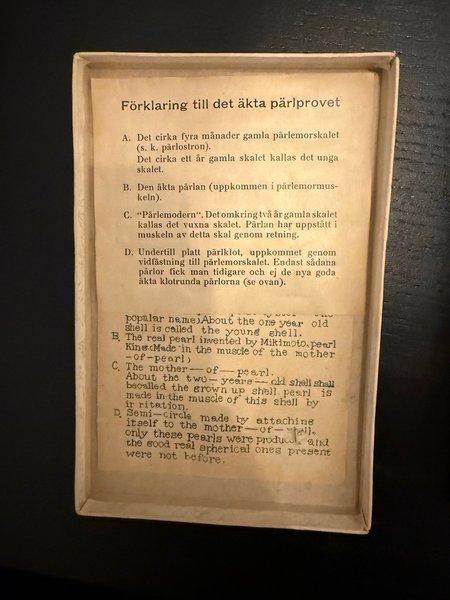 Förklaring till det äkta pärlprovet
A. Det cirka fyra månader gamla pärlemorskalet
(s. k. pärlostron).
Det cirka ett år gamla skalet kallas det unga
skalet.
B. Den äkta pärlan (uppkommen i pärlemormus-
keln).
C. "Pärlemodern". Det omkring två år gamla skalet
kallas det vuxna skalet. Pärlan har uppstått i
muskeln av detta skal genom retning.
D. Undertill platt pärlklot, uppkommet genom
vidfästning till pärlemorskalet. Endast sådana
pärlor fick man tidigare och ej de nya goda
äkta klotrunda pärlorna (se ovan).
popular name) About the one year old
shell is called the young shell.
B. The real pearl invented by Mikimoto. pearl
King. (Made in the muscle of the mother
-of-pearl)
C. The mother—of—pearl.
About the two—years—old shell shall
becalled the grown up shell pearl is
made in the muscle of this shell by
ir ritation.
D. Semi-circle made by attaching
itself to the mother—of—
only these pearls were and
the good real spherical ones present
were not before.